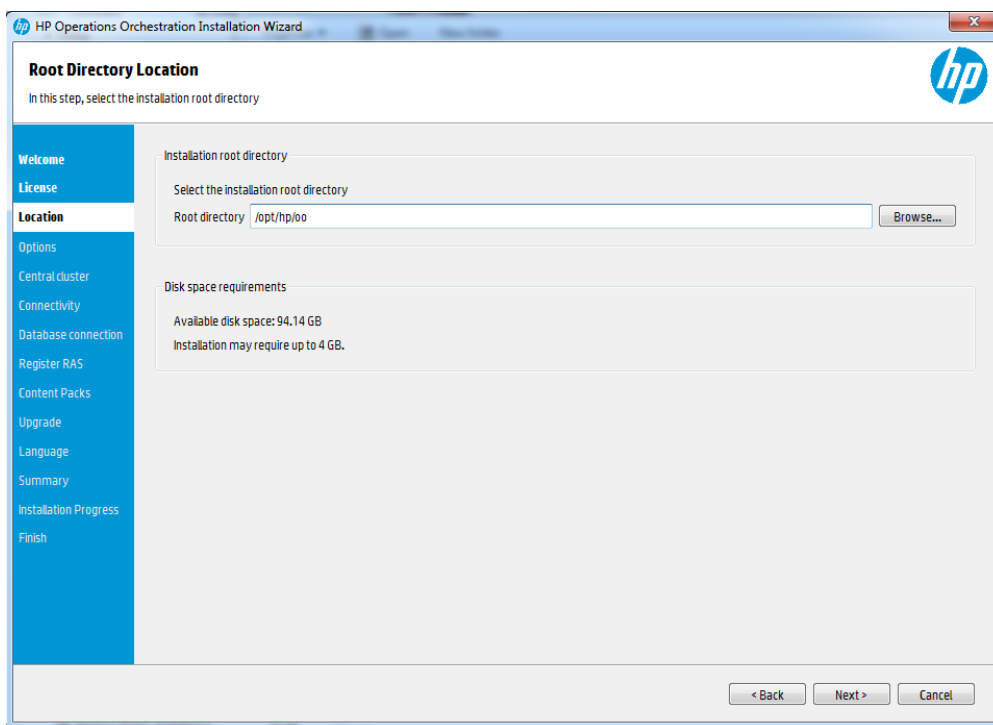 HP Operations Orchestration Installation Wizard
Open
New folder
Root Directory Location
In this step, select the installation root directory
hp
Welcome
License
Location
Options
Central cluster
Connectivity
Database connection
Register RAS
Content Packs
Upgrade
Language
Summary
Installation Progress
Finish
Installation root directory
Select the installation root directory
Root directory /opt/hp/oo Browse...
Disk space requirements
Available disk space: 94.14 GB
Installation may require up to 4 GB.
< Back Next > Cancel